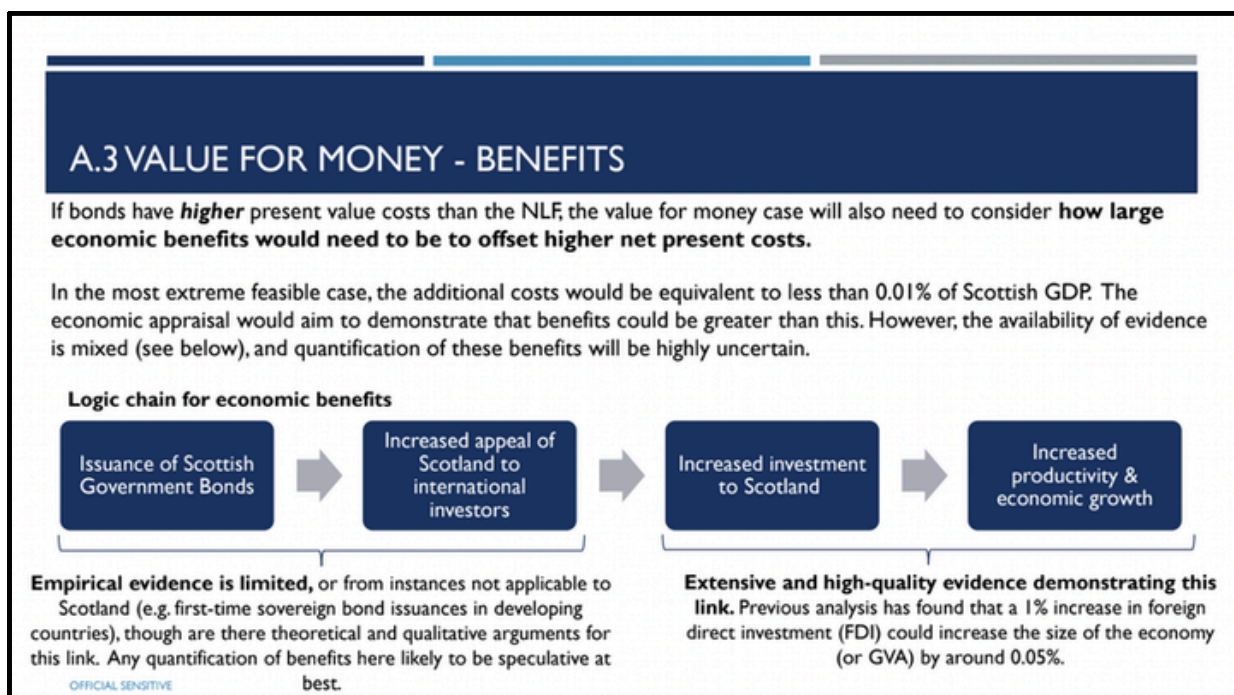 A.3 VALUE FOR MONEY - BENEFITS
If bonds have higher present value costs than the NLF, the value for money case will also need to consider how large
economic benefits would need to be to offset higher net present costs.
In the most extreme feasible case, the additional costs would be equivalent to less than 0.01% of Scottish GDP. The
economic appraisal would aim to demonstrate that benefits could be greater than this. However, the availability of evidence
is mixed (see below), and quantification of these benefits will be highly uncertain.
Logic chain for economic benefits
Issuance of Scottish
Government Bonds
Increased appeal of
Scotland to
international
investors
Increased investment
to Scotland
Increased
productivity &
economic growth
Empirical evidence is limited, or from instances not applicable to
Scotland (e.g. first-time sovereign bond issuances in developing
countries), though are there theoretical and qualitative arguments for
this link. Any quantification of benefits here likely to be speculative at
best.
Extensive and high-quality evidence demonstrating this
link. Previous analysis has found that a 1% increase in foreign
direct investment (FDI) could increase the size of the economy
(or GVA) by around 0.05%.
OFFICIAL SENSITIVE